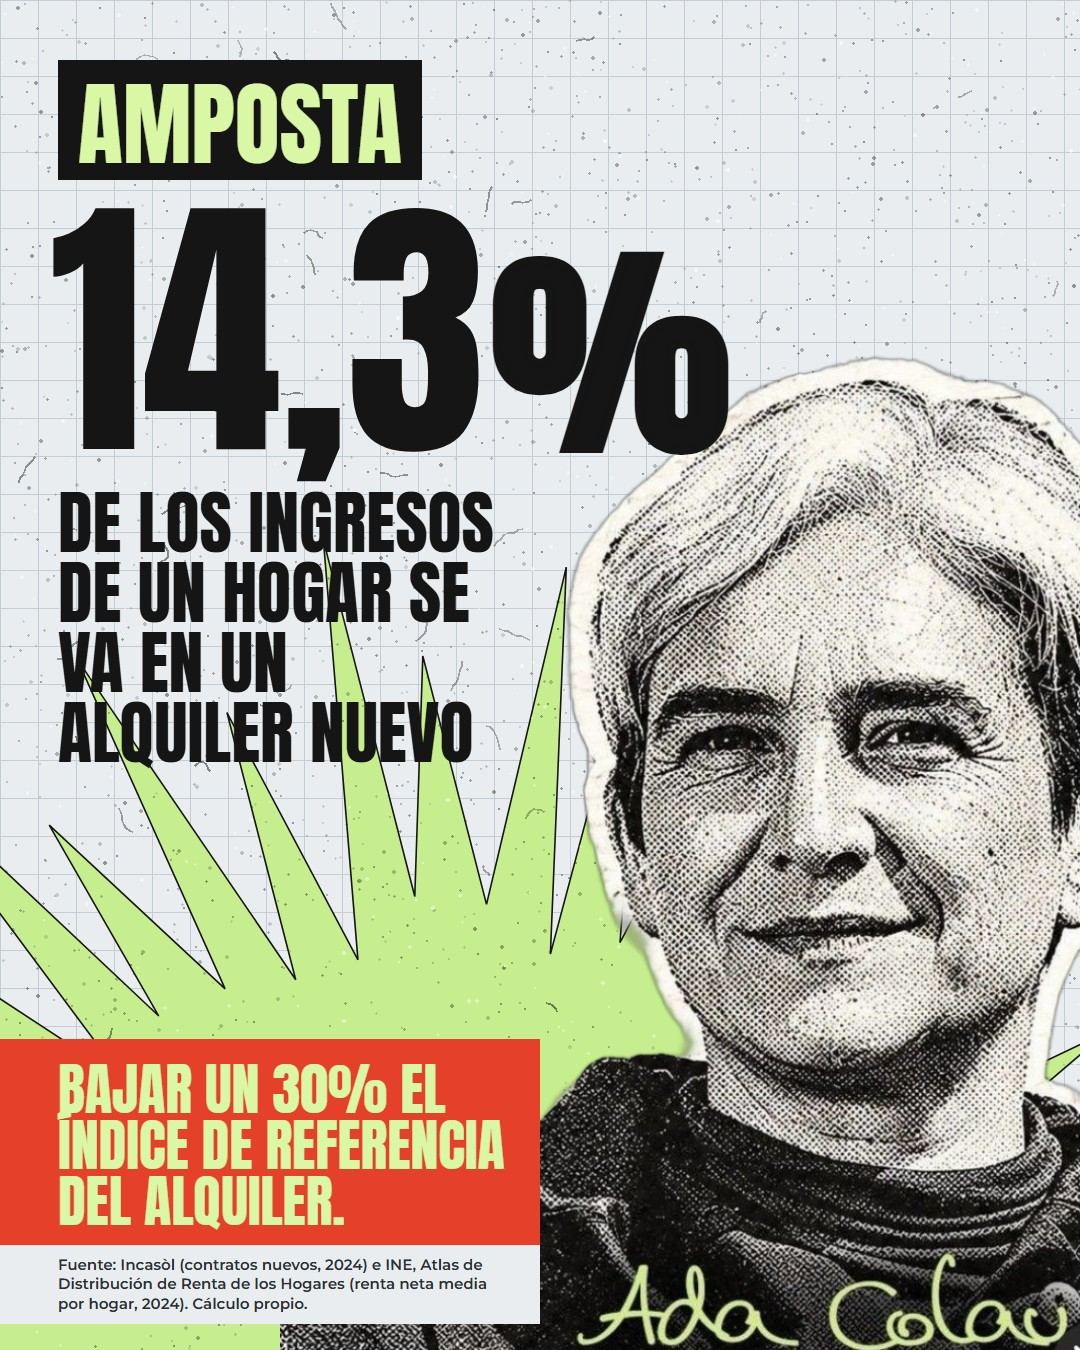 AMPOSTA
14,3%
DE LOS INGRESOS
DE UN HOGAR SE
VA EN UN
ALQUILER NUEVO
BAJAR UN 30% EL
ÍNDICE DE REFERENCIA
DEL ALQUILER.
Fuente: Incasòl (contratos nuevos, 2024) e INE, Atlas de
Distribución de Renta de los Hogares (renta neta media
por hogar, 2024). Cálculo propio.
Ada Colau